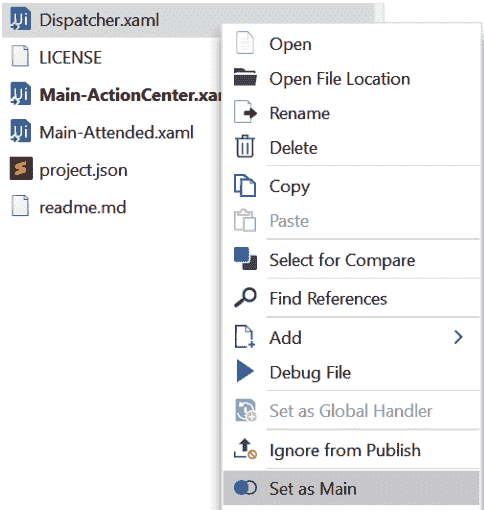 Dispatcher.xaml
LICENSE
Main-ActionCenter.xa
Main-Attended.xaml
project.json
readme.md
Open
Open File Location
Rename
Delete
Copy
Paste
Select for Compare
Find References
Add
Debug File
Set as Global Handler
Ignore from Publish
Set as Main